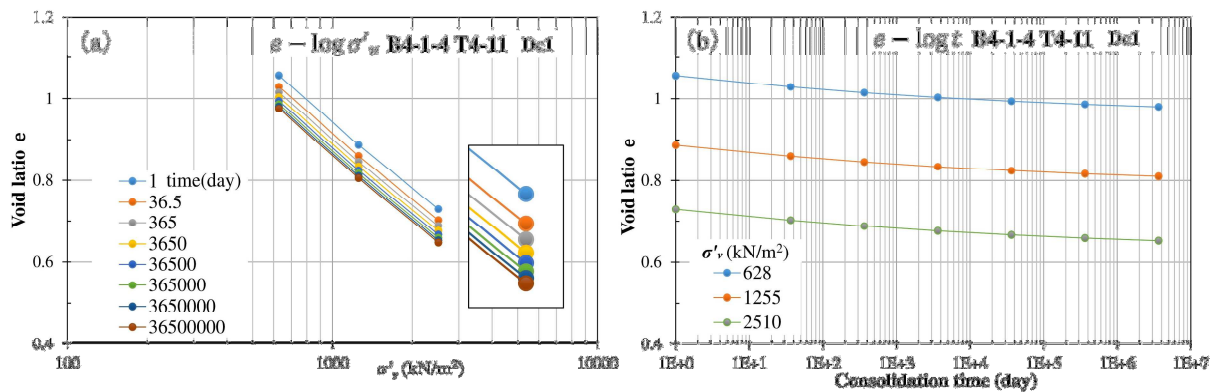 (a)
e − log σ'v B4-1-4 T4-11 Dc1
1.2
1.0
0.8
0.6
0.4
Void latio e
1 time(day)
36.5
365
3650
36500
365000
3650000
36500000
100
1000
10000
σ'v (kN/m²)
(b)
e − log t B4-1-4 T4-11 Dc1
1.2
1
0.8
0.6
0.4
Void latio e
σ'v (kN/m²)
628
1255
2510
1E+0
1E+1
1E+2
1E+3
1E+4
1E+5
1E+6
1E+7
Consolidation time (day)